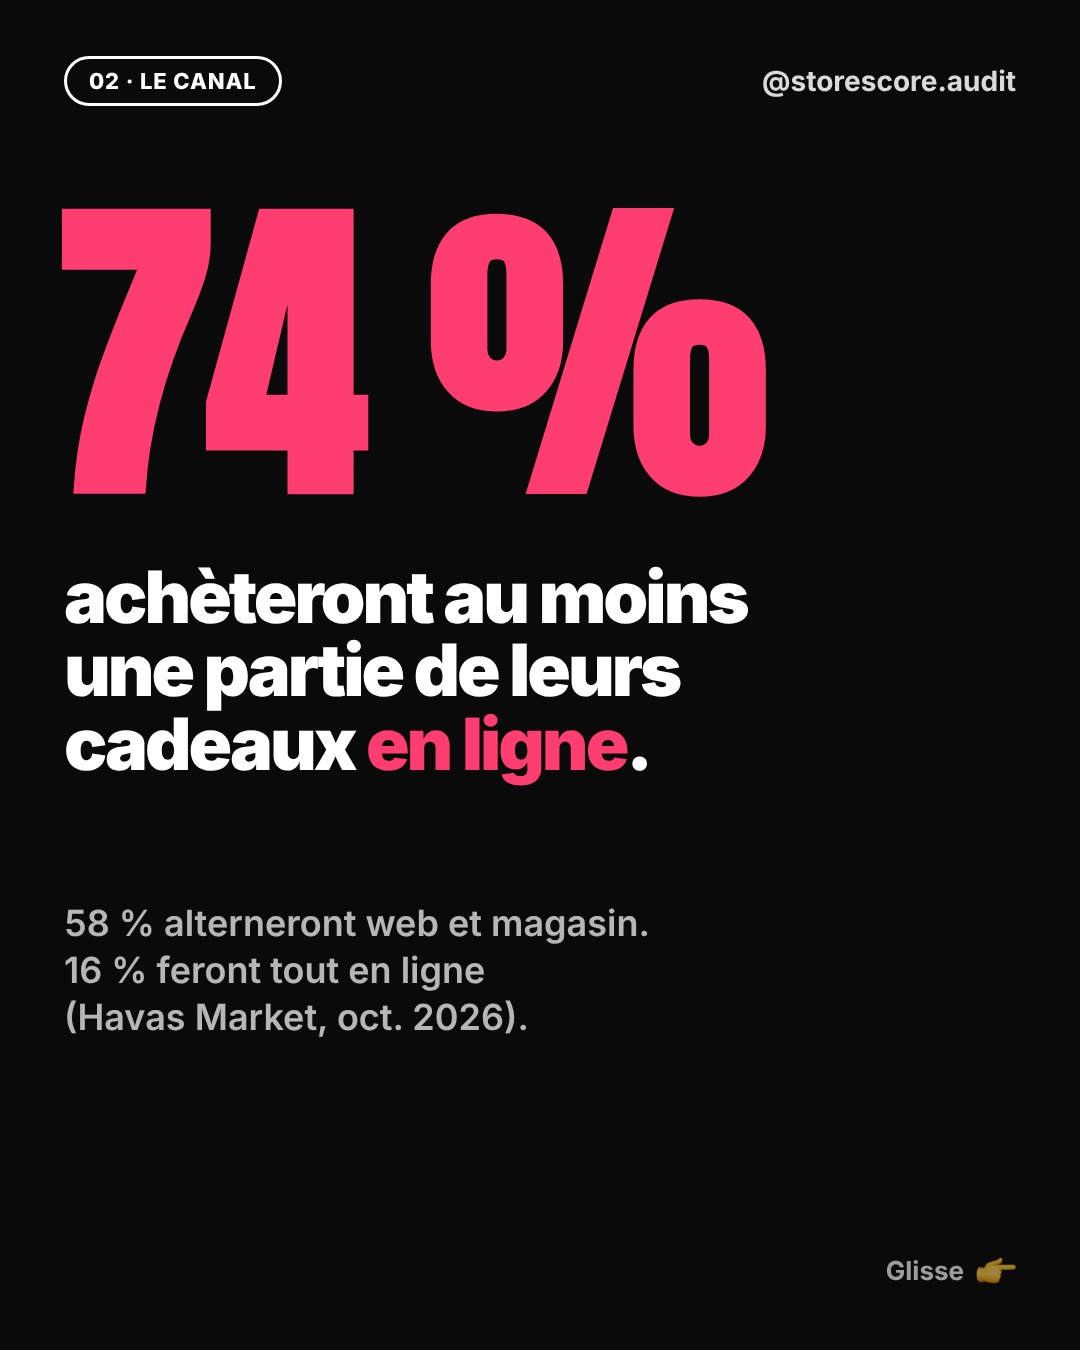 02 · LE CANAL
@storescore.audit
74 %
achèteront au moins
une partie de leurs
cadeaux en ligne.
58 % alterneront web et magasin.
16 % feront tout en ligne
(Havas Market, oct. 2026).
Glisse 👉